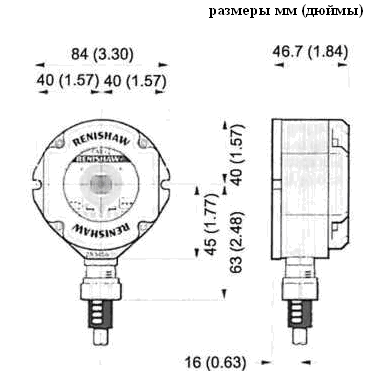 размеры мм (дюймы)
84 (3.30)
46.7 (1.84)
40 (1.57) 40 (1.57)
RENISHAW
RENISHAW
RENISHAW
40 (1.57)
45 (1.77)
63 (2.48)
16 (0.63)